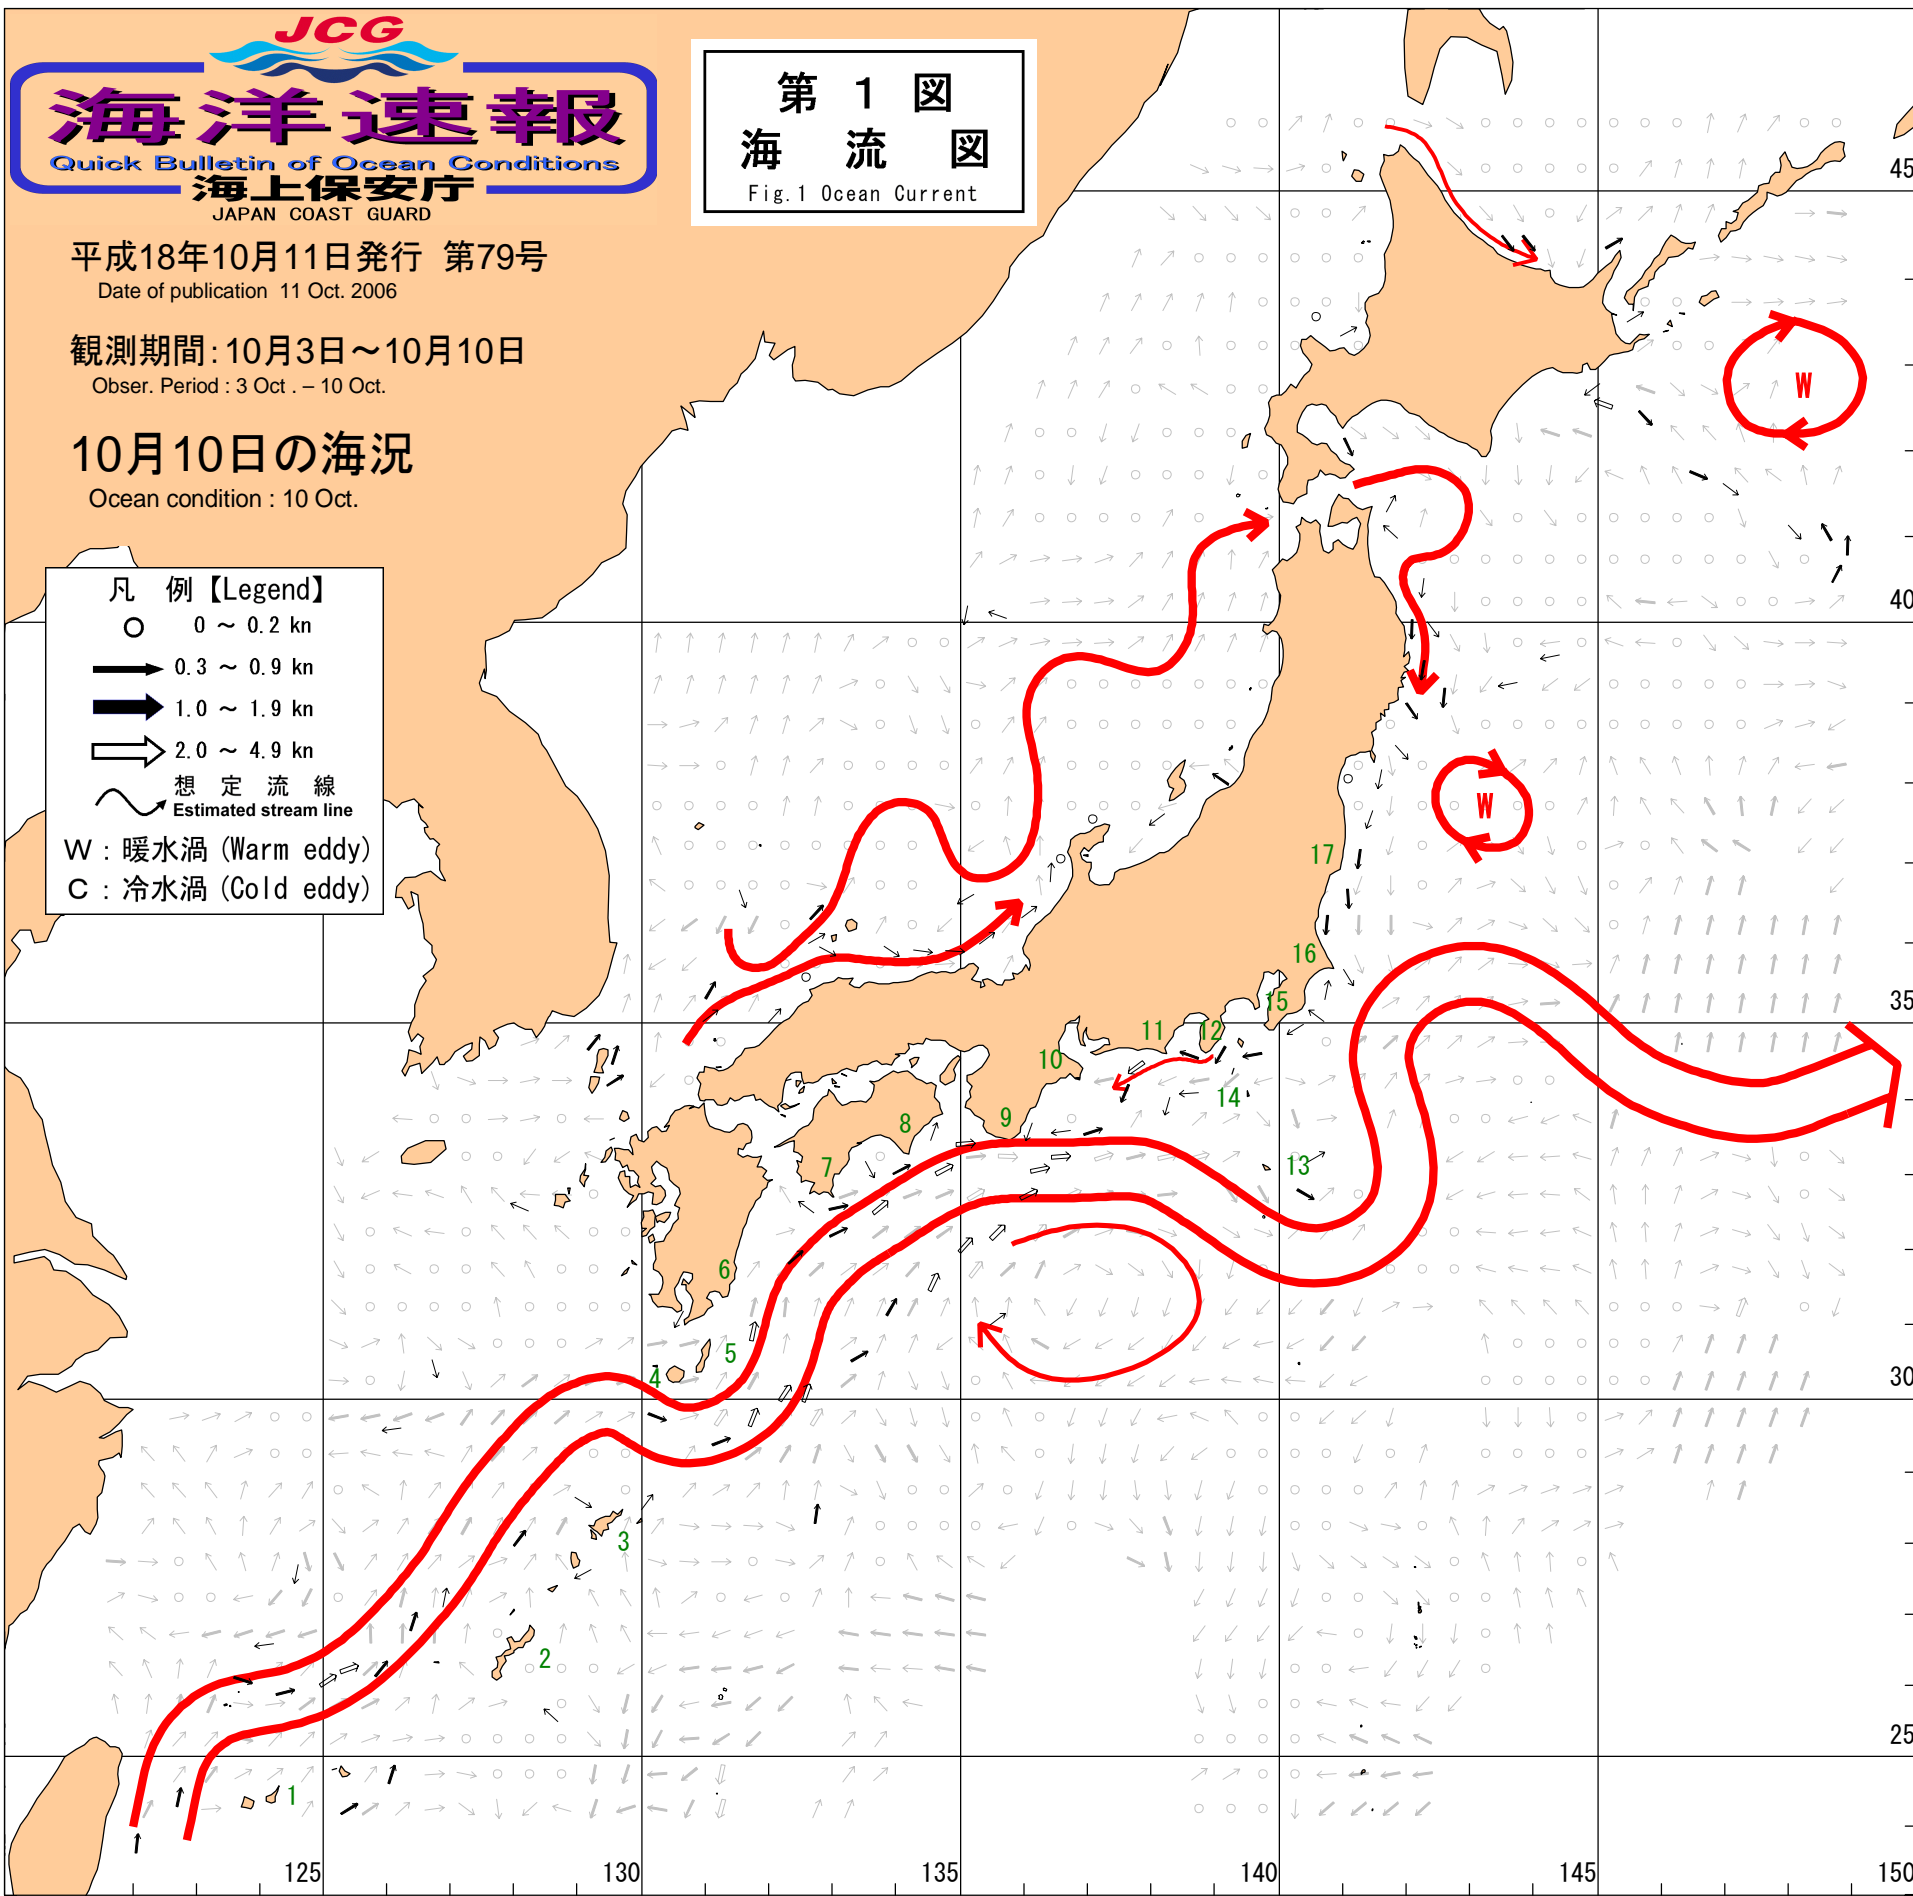 JCG
海洋速報
Quick Bulletin of Ocean Conditions
海上保安庁
JAPAN COAST GUARD
第 1 図
海 流 図
Fig.1 Ocean Current
平成18年10月11日発行 第79号
Date of publication 11 Oct. 2006
観測期間:10月3日～10月10日
Obser. Period : 3 Oct . – 10 Oct.
10月10日の海況
Ocean condition : 10 Oct.
凡 例【Legend】
0 ～ 0.2 kn
0.3 ～ 0.9 kn
1.0 ～ 1.9 kn
2.0 ～ 4.9 kn
想 定 流 線
Estimated stream line
W : 暖水渦 (Warm eddy)
C : 冷水渦 (Cold eddy)
45
W
40
W
17
16
35
15
12
11
10
14
9
8
13
7
6
5
30
4
3
2
25
1
125
130
135
140
145
150